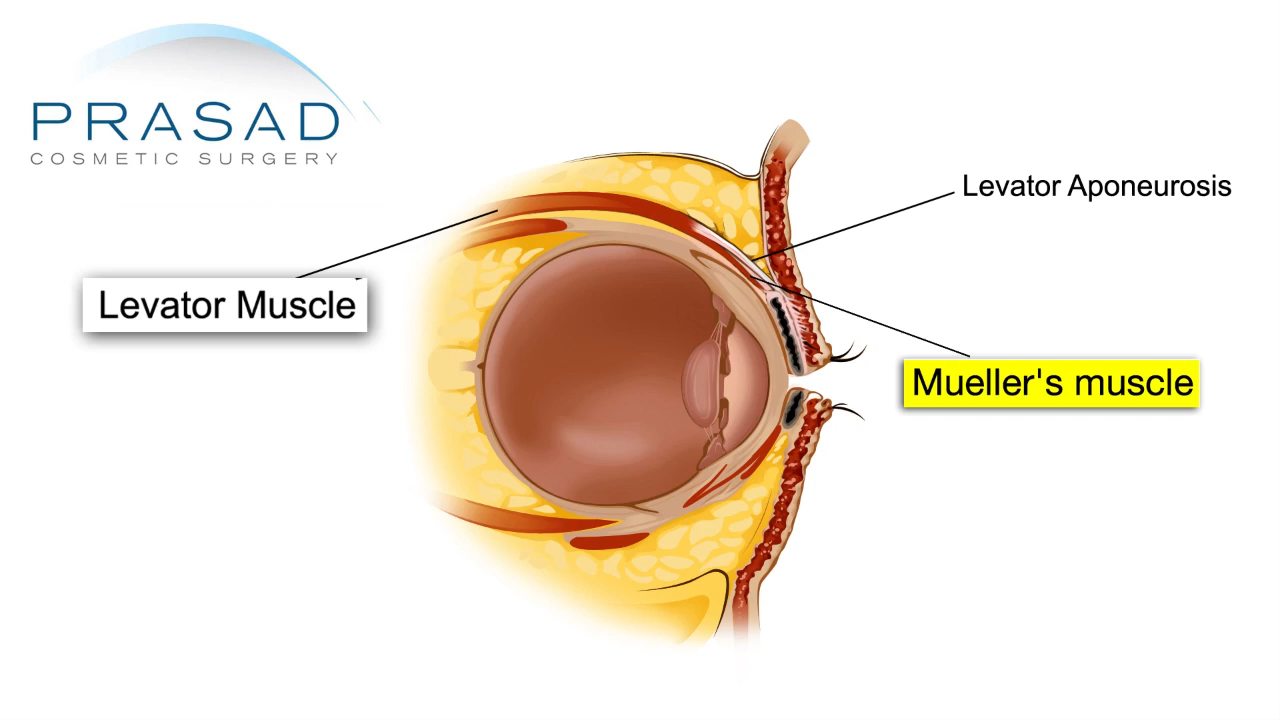 PRASAD
COSMETIC SURGERY
Levator Aponeurosis
Levator Muscle
Mueller's muscle